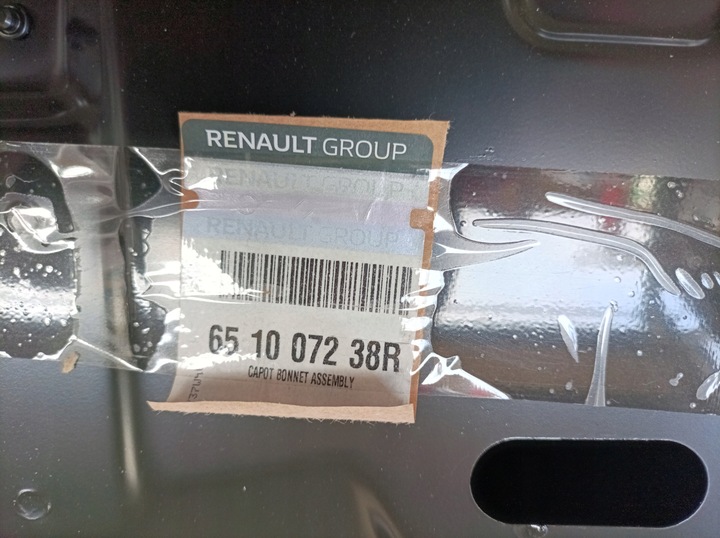 RENAULT GROUP
RENAULT GROUP
RENAULT GROUP
65 10 072 38R
CAPOT BONNET ASSEMBLY